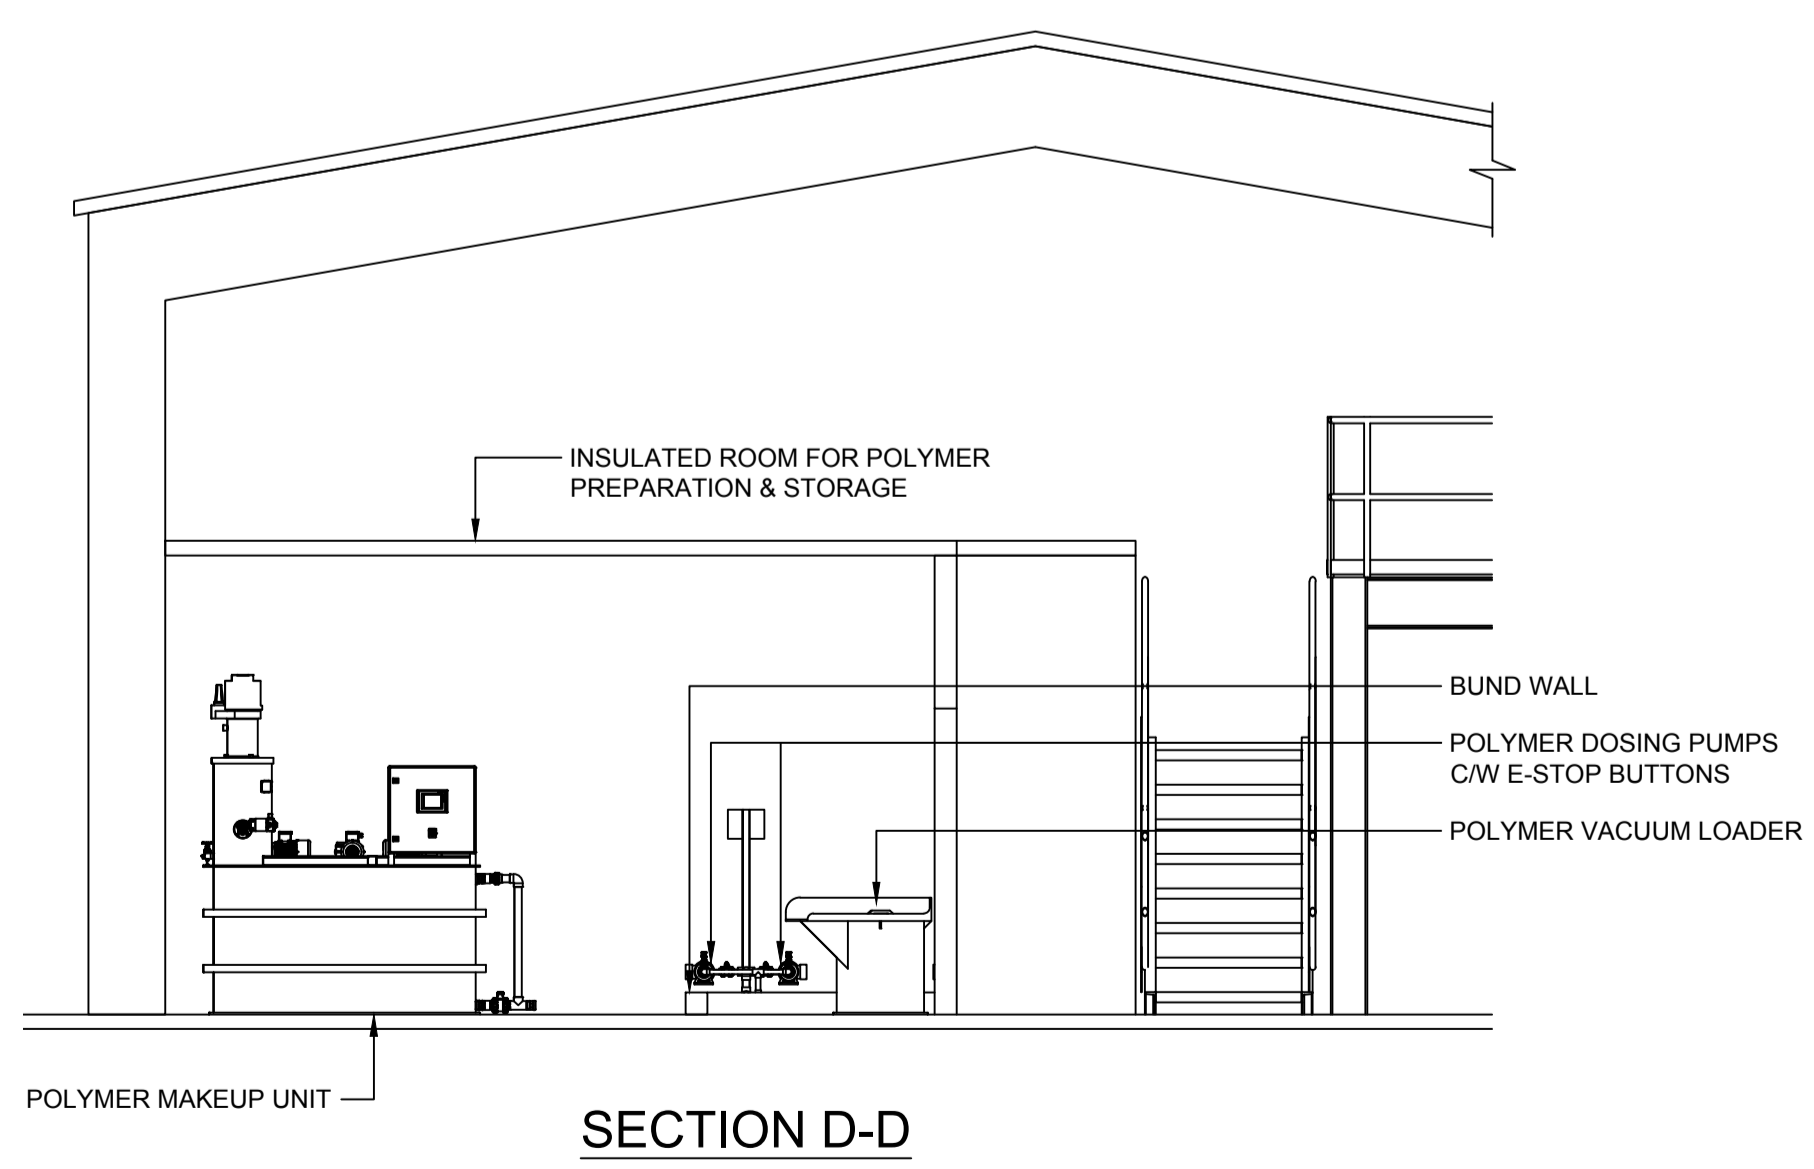 INSULATED ROOM FOR POLYMER
PREPARATION & STORAGE
BUND WALL
POLYMER DOSING PUMPS
C/W E-STOP BUTTONS
POLYMER VACUUM LOADER
POLYMER MAKEUP UNIT
SECTION D-D